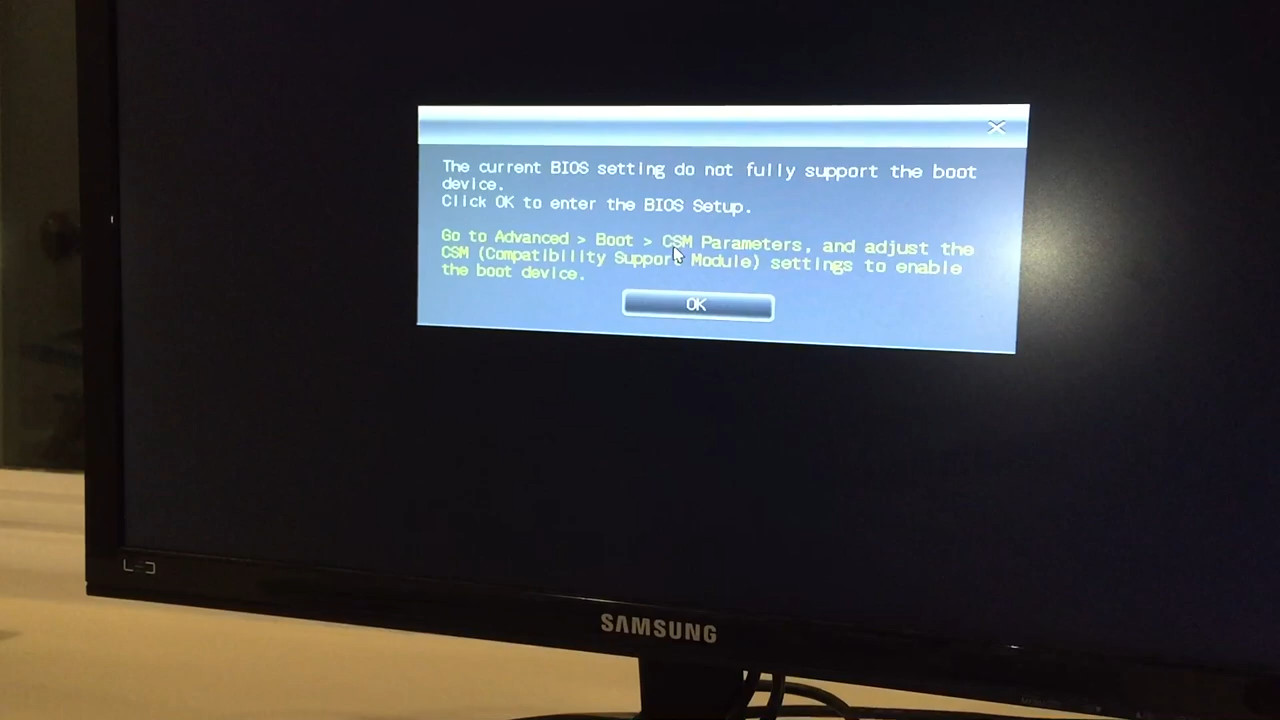 The current BIOS setting do not fully support the boot
device.
Click OK to enter the BIOS Setup.
Go to Advanced > Boot > CSM Parameters, and adjust the
CSM (Compatibility Support Module) settings to enable
the boot device.
OK
LED
SAMSUNG